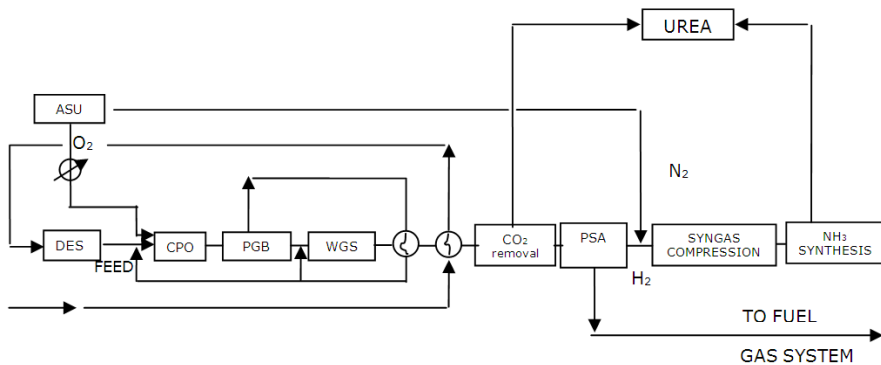 UREA
ASU
O₂
N₂
DES
FEED
CPO
PGB
WGS
CO₂
removal
PSA
H₂
SYNGAS
COMPRESSION
NH₃
SYNTHESIS
TO FUEL
GAS SYSTEM